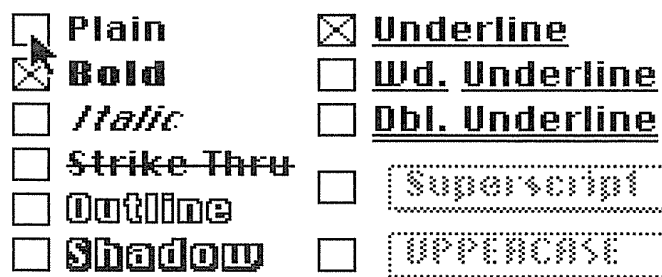 Plain
Bold
Italic
Strike Thru
Outline
Shadow
Underline
Wd. Underline
Dbl. Underline
Superscript
UPPERCASE